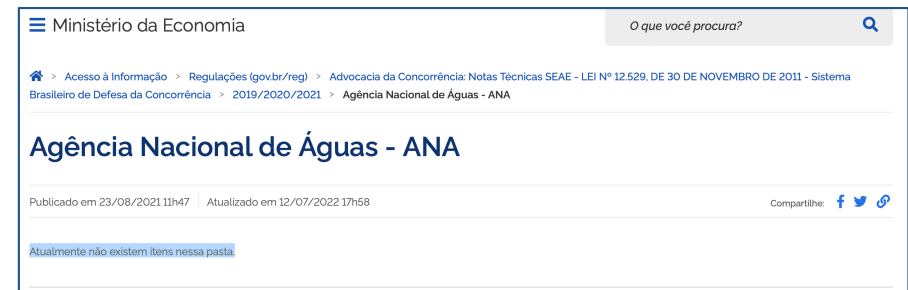 Ministério da Economia
O que você procura?
> Acesso à Informação > Regulações (gov.br/reg) > Advocacia da Concorrência: Notas Técnicas SEAE - LEI Nº 12.529, DE 30 DE NOVEMBRO DE 2011 - Sistema
Brasileiro de Defesa da Concorrência > 2019/2020/2021 > Agência Nacional de Águas - ANA
Agência Nacional de Águas - ANA
Publicado em 23/08/2021 11h47 | Atualizado em 12/07/2022 17h58
Compartilhe:
Atualmente não existem itens nessa pasta.